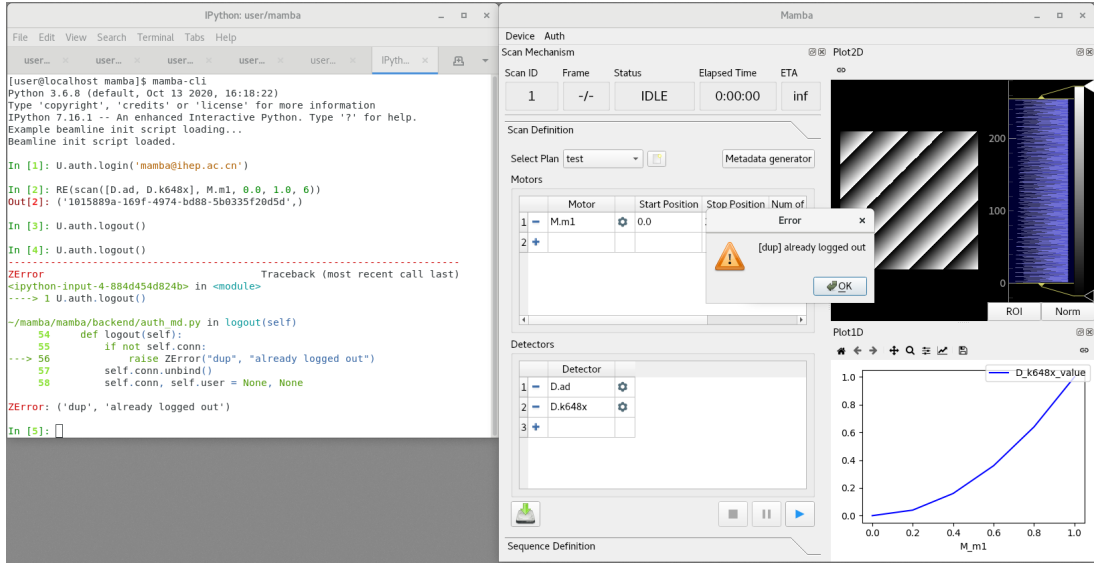 IPython: user/mamba
File Edit View Search Terminal Tabs Help
user... × user... × user... × user... × user... × IPyth... ×
[user@localhost mamba]$ mamba-cli
Python 3.6.8 (default, Oct 13 2020, 16:18:22)
Type 'copyright', 'credits' or 'license' for more information
IPython 7.16.1 -- An enhanced Interactive Python. Type '?' for help.
Example beamline init script loading...
Beamline init script loaded.
In [1]: U.auth.login('mamba@ihep.ac.cn')
In [2]: RE(scan([D.ad, D.k648x], M.m1, 0.0, 1.0, 6))
Out[2]: ('1015889a-169f-4974-bd88-5b0335f20d5d',)
In [3]: U.auth.logout()
In [4]: U.auth.logout()
---------------------------------------------------------------------------
ZError Traceback (most recent call last)
<ipython-input-4-884d454d824b> in <module>
----> 1 U.auth.logout()
~/mamba/mamba/backend/auth_md.py in logout(self)
54 def logout(self):
55 if not self.conn:
---> 56 raise ZError("dup", "already logged out")
57 self.conn.unbind()
58 self.conn, self.user = None, None
ZError: ('dup', 'already logged out')
In [5]:
Mamba
Device Auth
Scan Mechanism
Scan ID Frame Status Elapsed Time ETA
1 -/- IDLE 0:00:00 inf
Scan Definition
Select Plan test Metadata generator
Motors
Motor Start Position Stop Position Num of
1 M.m1 0.0
2
Error
[dup] already logged out
OK
Detectors
Detector
1 D.ad
2 D.k648x
3
Sequence Definition
Plot2D
200
100
0
ROI Norm
Plot1D
D_k648x_value
1.0
0.8
0.6
0.4
0.2
0.0
0.0 0.2 0.4 0.6 0.8 1.0
M_m1